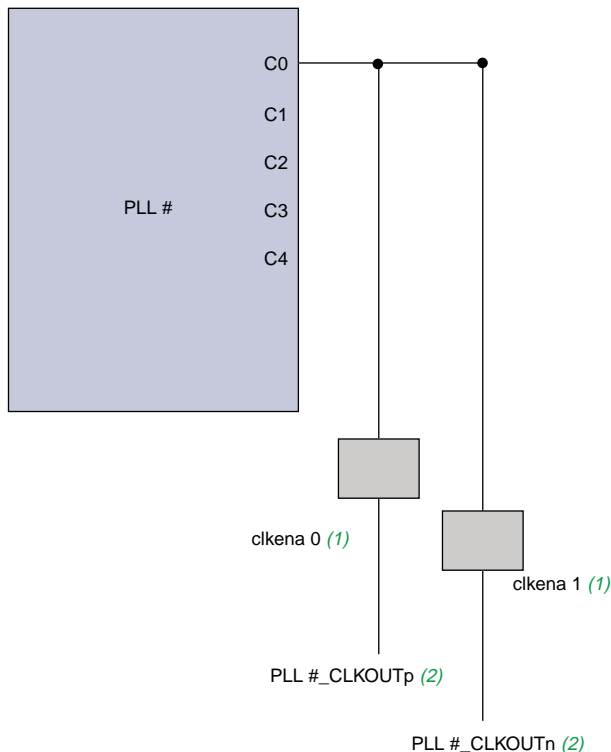 C0
C1
C2
PLL #
C3
C4
clkena 0 (1)
clkena 1 (1)
PLL #_CLKOUTp (2)
PLL #_CLKOUTn (2)